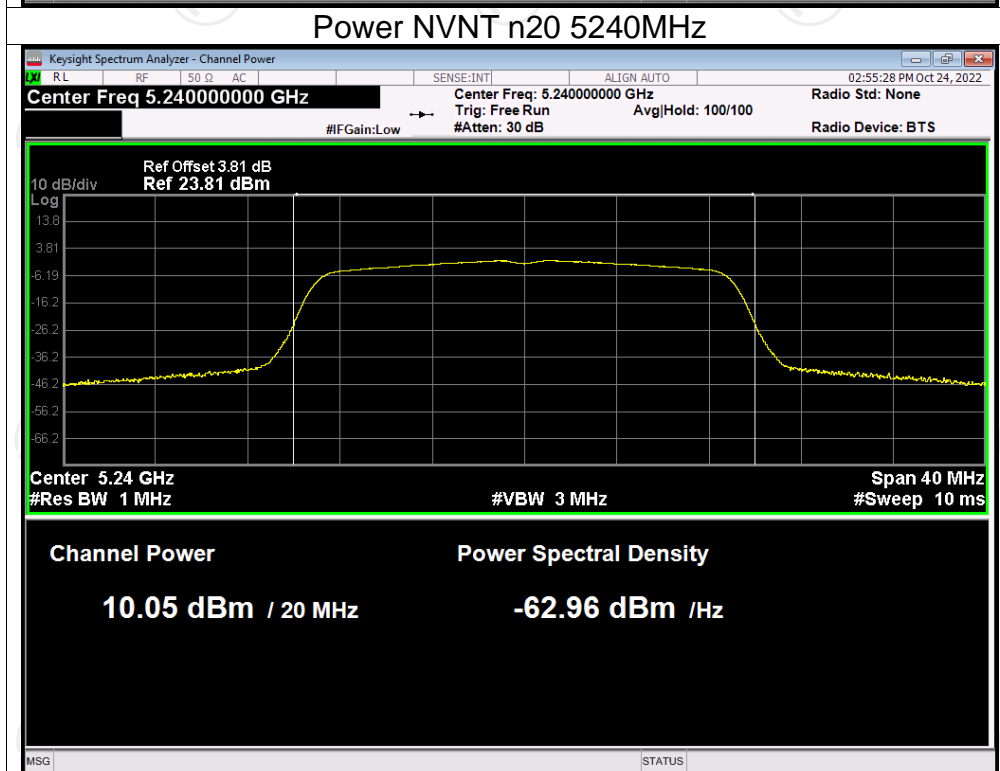 Power NVNT n20 5240MHz
Keysight Spectrum Analyzer - Channel Power
LXI RL RF 50 Ω AC SENSE:INT ALIGN AUTO 02:55:28 PM Oct 24, 2022
Center Freq 5.240000000 GHz Center Freq: 5.240000000 GHz Radio Std: None
Trig: Free Run Avg|Hold: 100/100
#IFGain:Low #Atten: 30 dB Radio Device: BTS
Ref Offset 3.81 dB
10 dB/div Ref 23.81 dBm
Log
13.8
3.81
-6.19
-16.2
-26.2
-36.2
-46.2
-56.2
-66.2
Center 5.24 GHz Span 40 MHz
#Res BW 1 MHz #VBW 3 MHz #Sweep 10 ms
Channel Power Power Spectral Density
10.05 dBm / 20 MHz -62.96 dBm /Hz
MSG STATUS